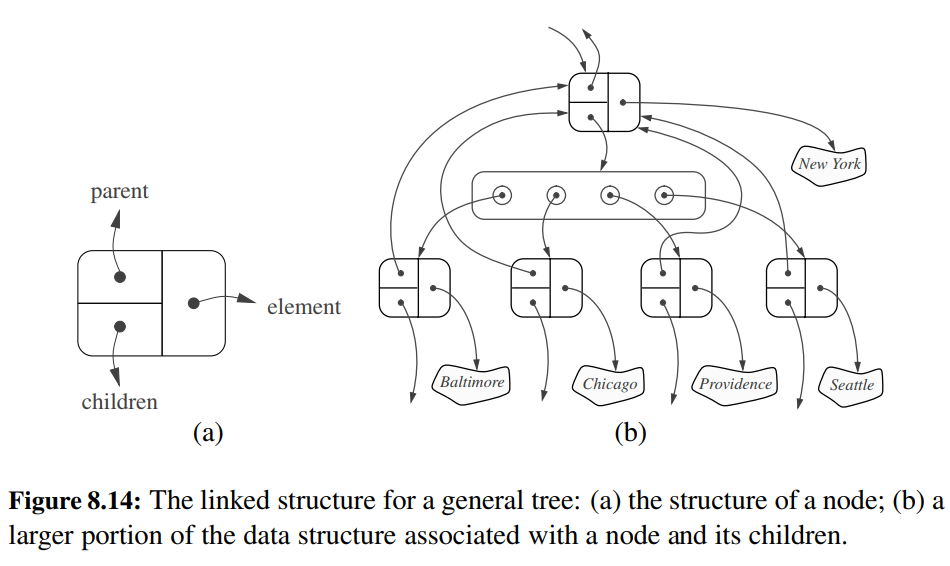 parent
element
children
(a)
New York
Baltimore
Chicago
Providence
Seattle
(b)
Figure 8.14: The linked structure for a general tree: (a) the structure of a node; (b) a
larger portion of the data structure associated with a node and its children.